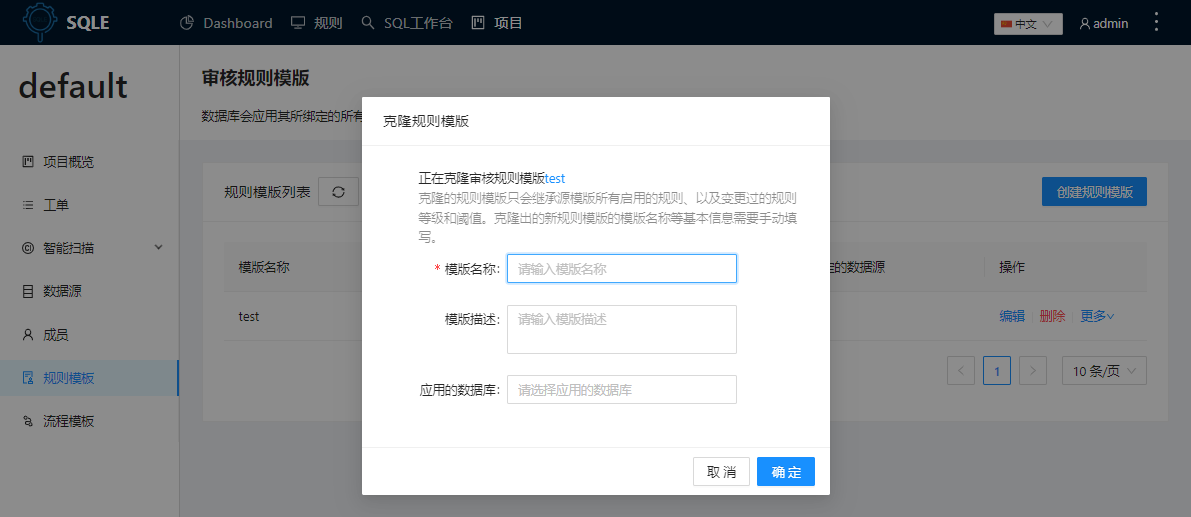 SQLE
Dashboard
规则
SQL工作台
项目
中文
admin
default
项目概览
工单
智能扫描
数据源
成员
规则模板
流程模板
审核规则模版
数据库会应用其所绑定的所有
规则模版列表
创建规则模版
模版名称
的数据源
操作
test
编辑
删除
更多
1
10 条/页
克隆规则模版
正在克隆审核规则模版test
克隆的规则模版只会继承源模版所有启用的规则、以及变更过的规则
等级和阈值。克隆出的新规则模版的模版名称等基本信息需要手动填
写。
* 模版名称: 请输入模版名称
模版描述: 请输入模版描述
应用的数据库: 请选择应用的数据库
取 消
确 定